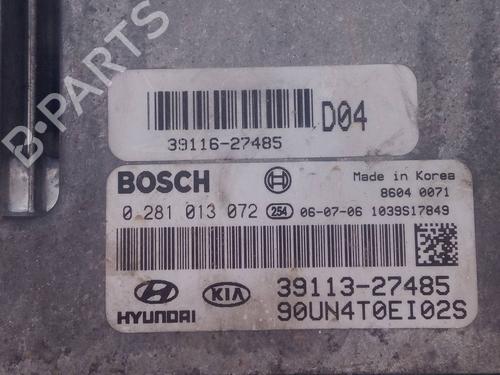 B-PARTS
D04
39116-27485
BOSCH
Made in Korea
8604 0071
0 281 013 072 254 06-07-06 1039S17849
HYUNDAI KIA
39113-27485
90UN4T0EI02S